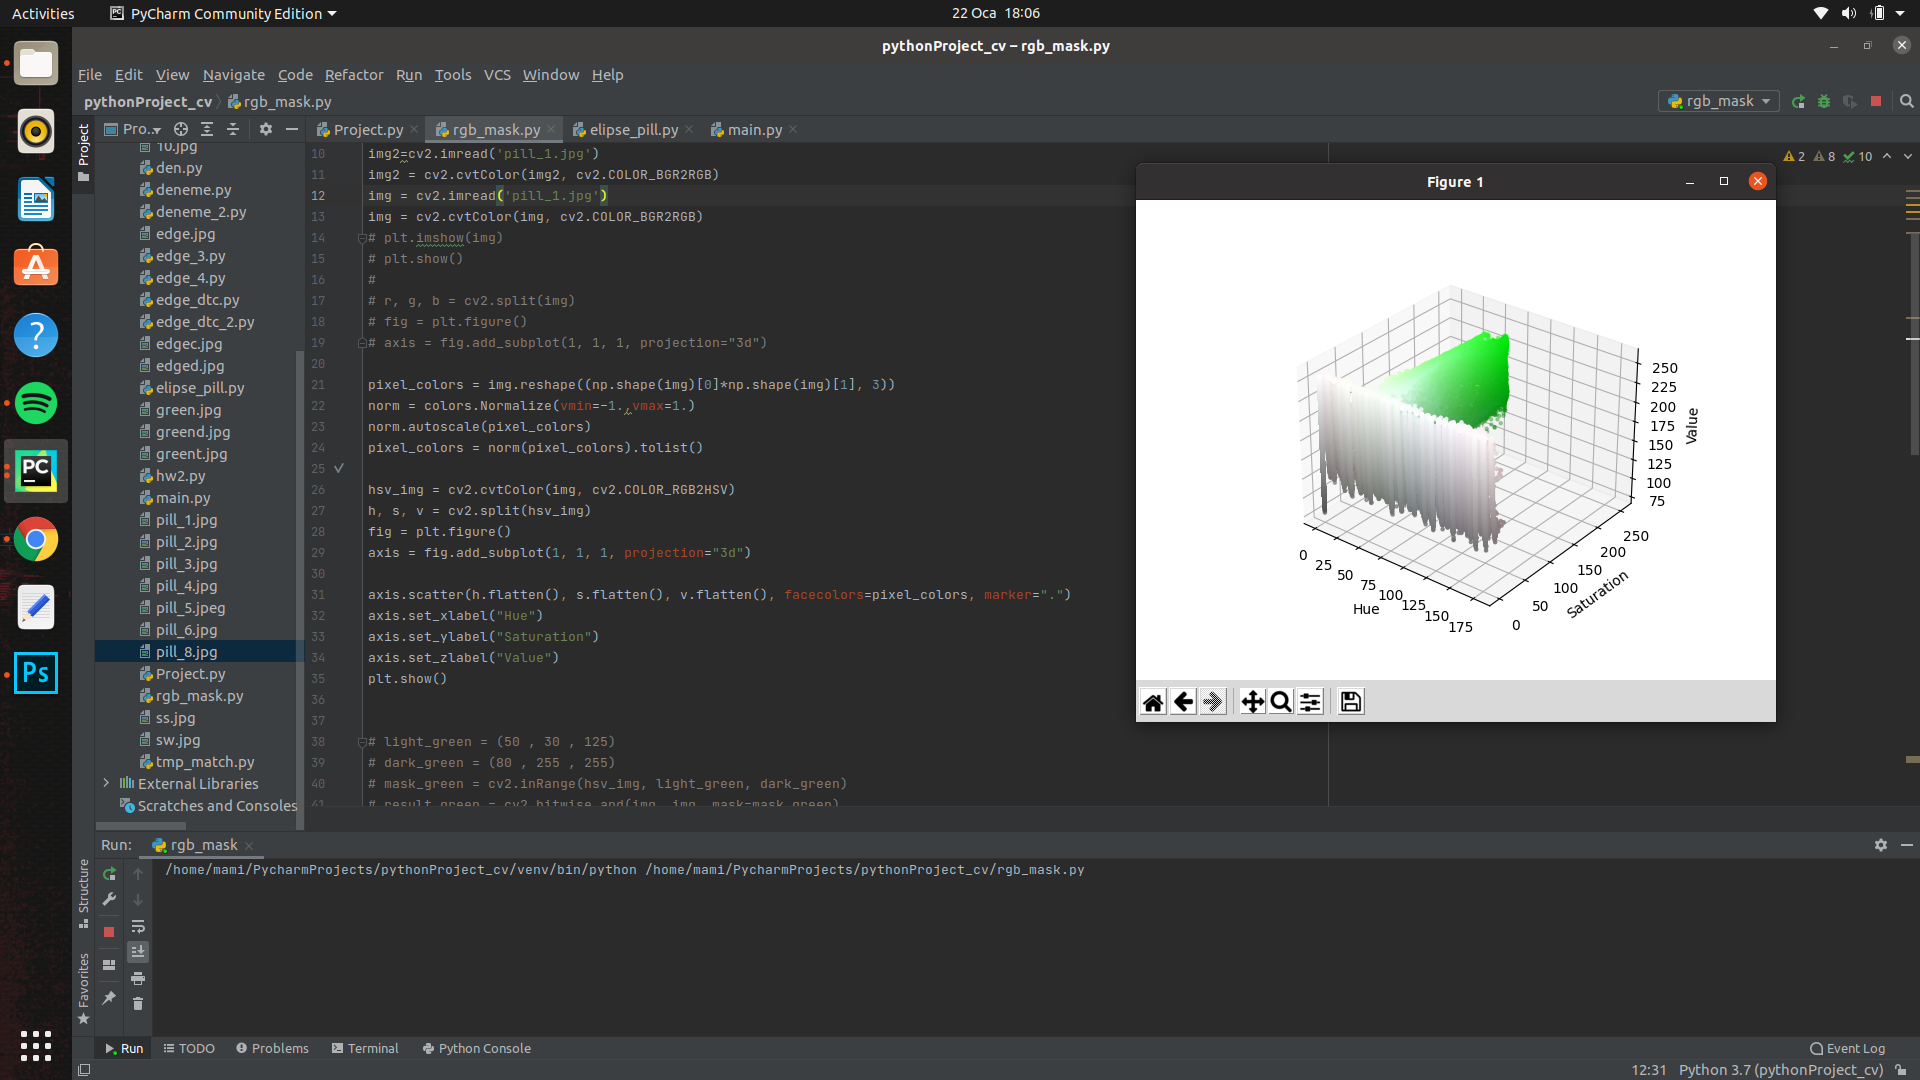 Activities
PyCharm Community Edition
22 Oca 18:06
pythonProject_cv – rgb_mask.py
File Edit View Navigate Code Refactor Run Tools VCS Window Help
pythonProject_cv rgb_mask.py
rgb_mask
Project
Pro..
10.jpg
den.py
deneme.py
deneme_2.py
edge.jpg
edge_3.py
edge_4.py
edge_dtc.py
edge_dtc_2.py
edgec.jpg
edged.jpg
elipse_pill.py
green.jpg
greend.jpg
greent.jpg
hw2.py
main.py
pill_1.jpg
pill_2.jpg
pill_3.jpg
pill_4.jpg
pill_5.jpeg
pill_6.jpg
pill_8.jpg
Project.py
rgb_mask.py
ss.jpg
sw.jpg
tmp_match.py
External Libraries
Scratches and Consoles
Project.py rgb_mask.py elipse_pill.py main.py
2 8 10
10 img2=cv2.imread('pill_1.jpg')
11 img2 = cv2.cvtColor(img2, cv2.COLOR_BGR2RGB)
12 img = cv2.imread('pill_1.jpg')
13 img = cv2.cvtColor(img, cv2.COLOR_BGR2RGB)
14 # plt.imshow(img)
15 # plt.show()
16 #
17 # r, g, b = cv2.split(img)
18 # fig = plt.figure()
19 # axis = fig.add_subplot(1, 1, 1, projection="3d")
20
21 pixel_colors = img.reshape((np.shape(img)[0]*np.shape(img)[1], 3))
22 norm = colors.Normalize(vmin=-1.,vmax=1.)
23 norm.autoscale(pixel_colors)
24 pixel_colors = norm(pixel_colors).tolist()
25
26 hsv_img = cv2.cvtColor(img, cv2.COLOR_RGB2HSV)
27 h, s, v = cv2.split(hsv_img)
28 fig = plt.figure()
29 axis = fig.add_subplot(1, 1, 1, projection="3d")
30
31 axis.scatter(h.flatten(), s.flatten(), v.flatten(), facecolors=pixel_colors, marker=".")
32 axis.set_xlabel("Hue")
33 axis.set_ylabel("Saturation")
34 axis.set_zlabel("Value")
35 plt.show()
36
37
38 # light_green = (50 , 30 , 125)
39 # dark_green = (80 , 255 , 255)
40 # mask_green = cv2.inRange(hsv_img, light_green, dark_green)
41 # result_green = cv2.bitwise_and(img, img, mask=mask_green)
Figure 1
250
225
200
175
150
125
100
75
Value
0 25 50 75 100 125 150 175
Hue
0 50 100 150 200 250
Saturation
Run: rgb_mask
/home/mami/PycharmProjects/pythonProject_cv/venv/bin/python /home/mami/PycharmProjects/pythonProject_cv/rgb_mask.py
Structure
Favorites
PC
Ps
Run TODO Problems Terminal Python Console
Event Log
12:31 Python 3.7 (pythonProject_cv)